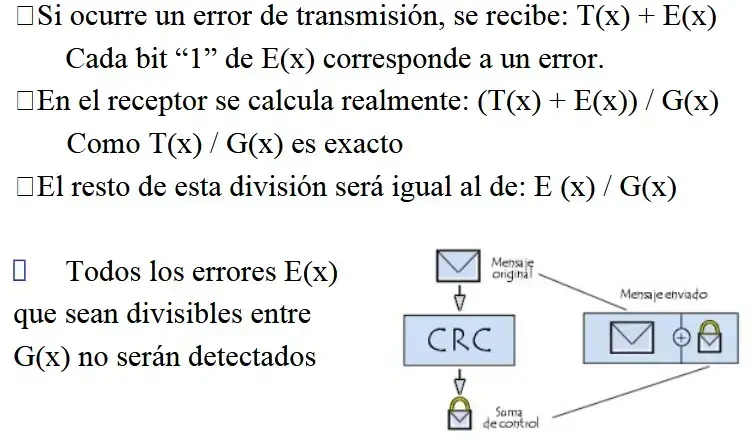 □Si ocurre un error de transmisión, se recibe: T(x) + E(x)
Cada bit “1” de E(x) corresponde a un error.
□En el receptor se calcula realmente: (T(x) + E(x)) / G(x)
Como T(x) / G(x) es exacto
□El resto de esta división será igual al de: E (x) / G(x)
▯ Todos los errores E(x)
que sean divisibles entre
G(x) no serán detectados
Mensaje
original
Mensaje enviado
CRC
Suma
de control